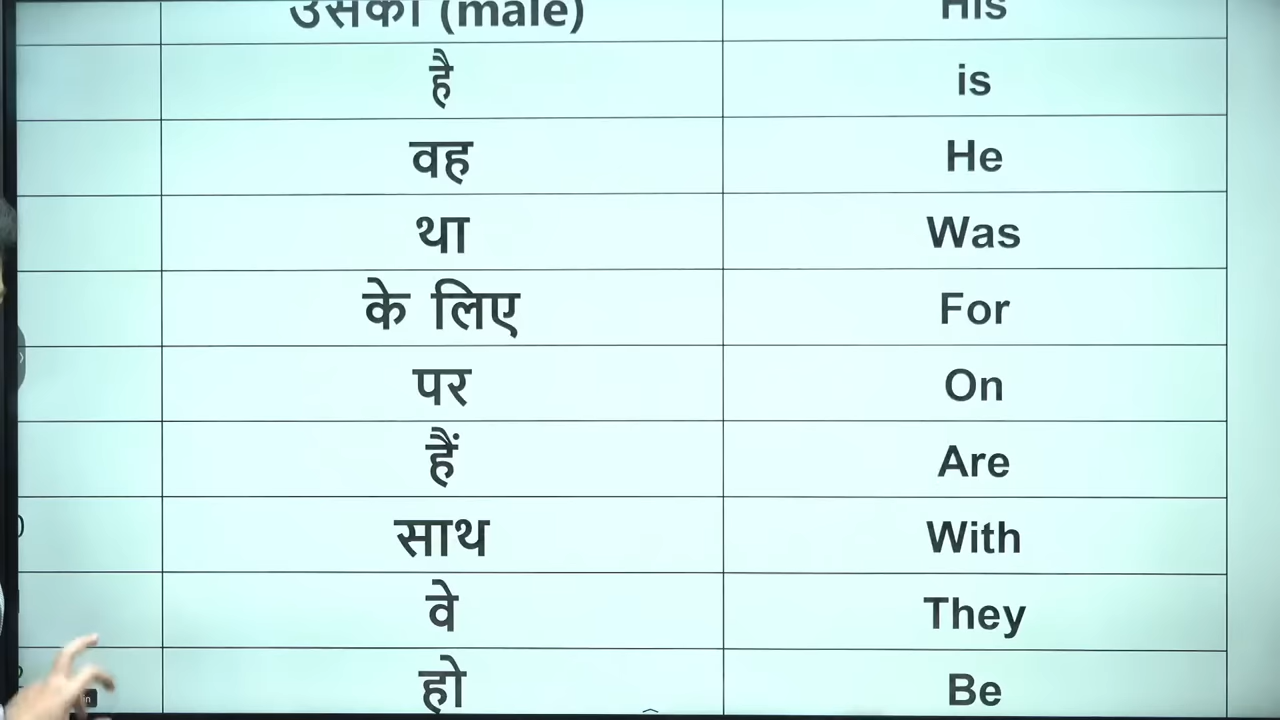 उसका (male) His
है is
वह He
था Was
के लिए For
पर On
हैं Are
साथ With
वे They
हो Be